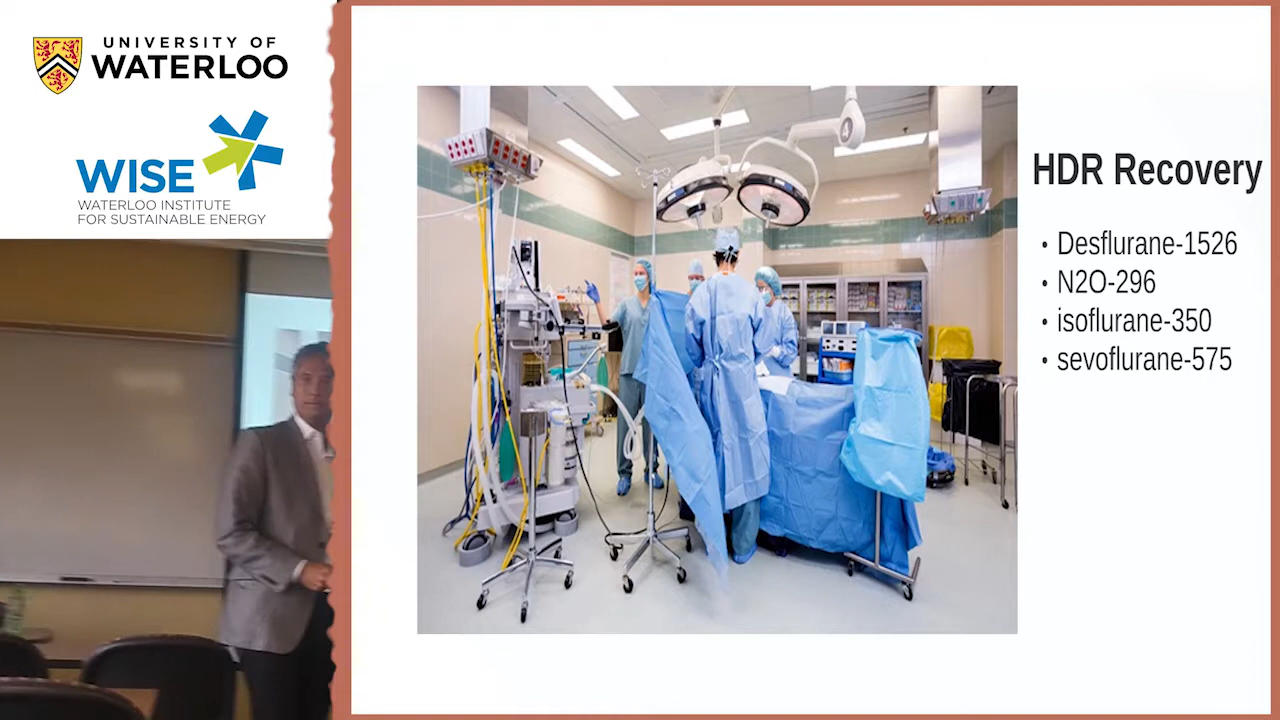 UNIVERSITY OF
WATERLOO
WISE
WATERLOO INSTITUTE
FOR SUSTAINABLE ENERGY
HDR Recovery
• Desflurane-1526
• N2O-296
• isoflurane-350
• sevoflurane-575